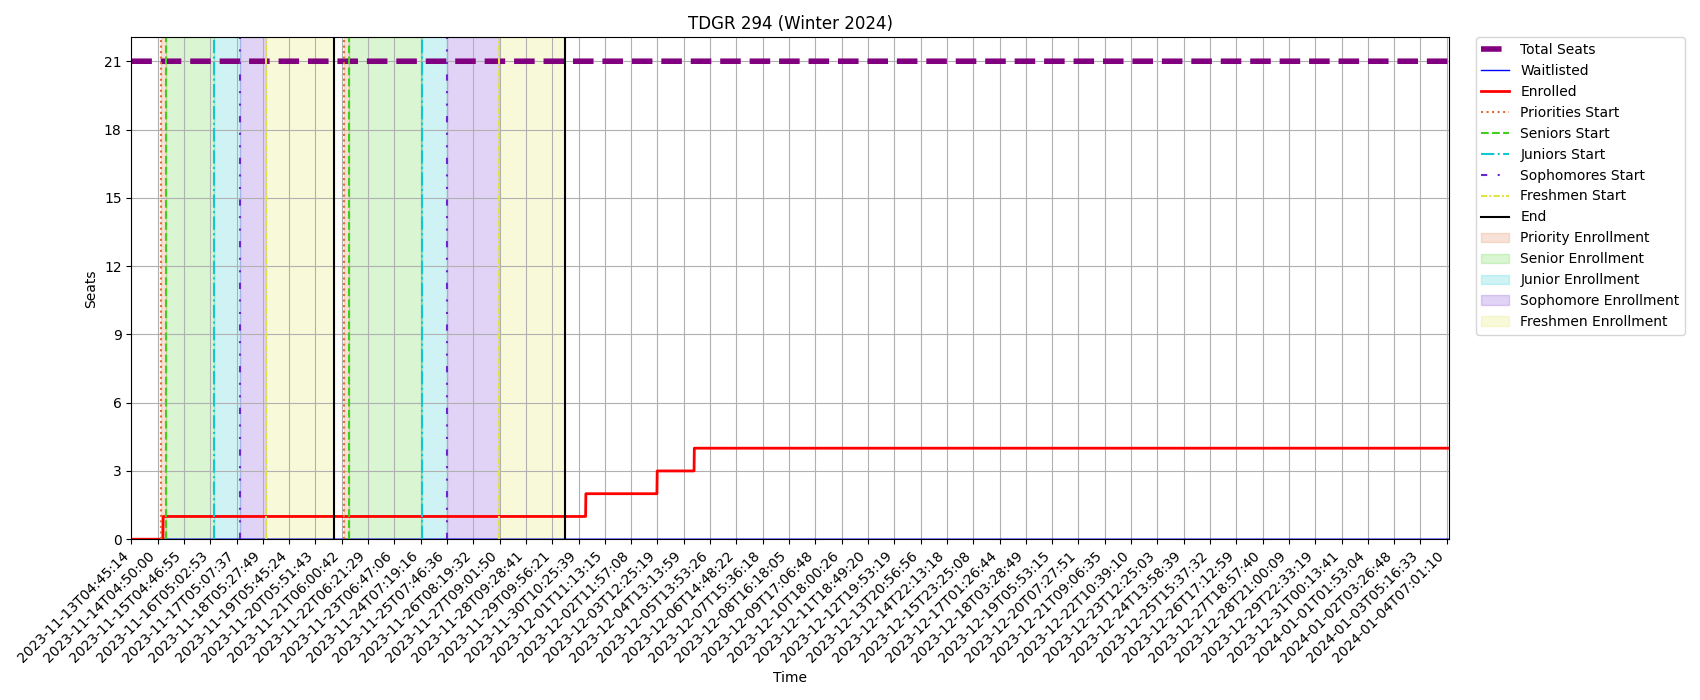 TDGR 294 (Winter 2024)
Seats
21
18
15
12
9
6
3
0
2023-11-13T04:45:14
2023-11-14T04:50:00
2023-11-15T04:46:55
2023-11-16T05:02:53
2023-11-17T05:07:37
2023-11-18T05:27:49
2023-11-19T05:45:24
2023-11-20T05:51:43
2023-11-21T06:00:42
2023-11-22T06:21:29
2023-11-23T06:47:06
2023-11-24T07:19:16
2023-11-25T07:46:36
2023-11-26T08:19:32
2023-11-27T09:01:50
2023-11-28T09:28:41
2023-11-29T09:56:21
2023-11-30T10:25:39
2023-12-01T11:13:15
2023-12-02T11:57:08
2023-12-03T12:25:19
2023-12-04T13:13:59
2023-12-05T13:53:26
2023-12-06T14:48:22
2023-12-07T15:36:18
2023-12-08T16:18:05
2023-12-09T17:06:48
2023-12-10T18:00:26
2023-12-11T18:49:20
2023-12-12T19:53:19
2023-12-13T20:56:56
2023-12-14T22:13:18
2023-12-15T23:25:08
2023-12-17T01:26:44
2023-12-18T03:28:49
2023-12-19T05:53:15
2023-12-20T07:27:51
2023-12-21T09:06:35
2023-12-22T10:39:10
2023-12-23T12:25:03
2023-12-24T13:58:39
2023-12-25T15:37:32
2023-12-26T17:12:59
2023-12-27T18:57:40
2023-12-28T21:00:09
2023-12-29T22:33:19
2023-12-31T00:13:41
2024-01-01T01:53:04
2024-01-02T03:26:48
2024-01-03T05:16:33
2024-01-04T07:01:10
Time
Total Seats
Waitlisted
Enrolled
Priorities Start
Seniors Start
Juniors Start
Sophomores Start
Freshmen Start
End
Priority Enrollment
Senior Enrollment
Junior Enrollment
Sophomore Enrollment
Freshmen Enrollment